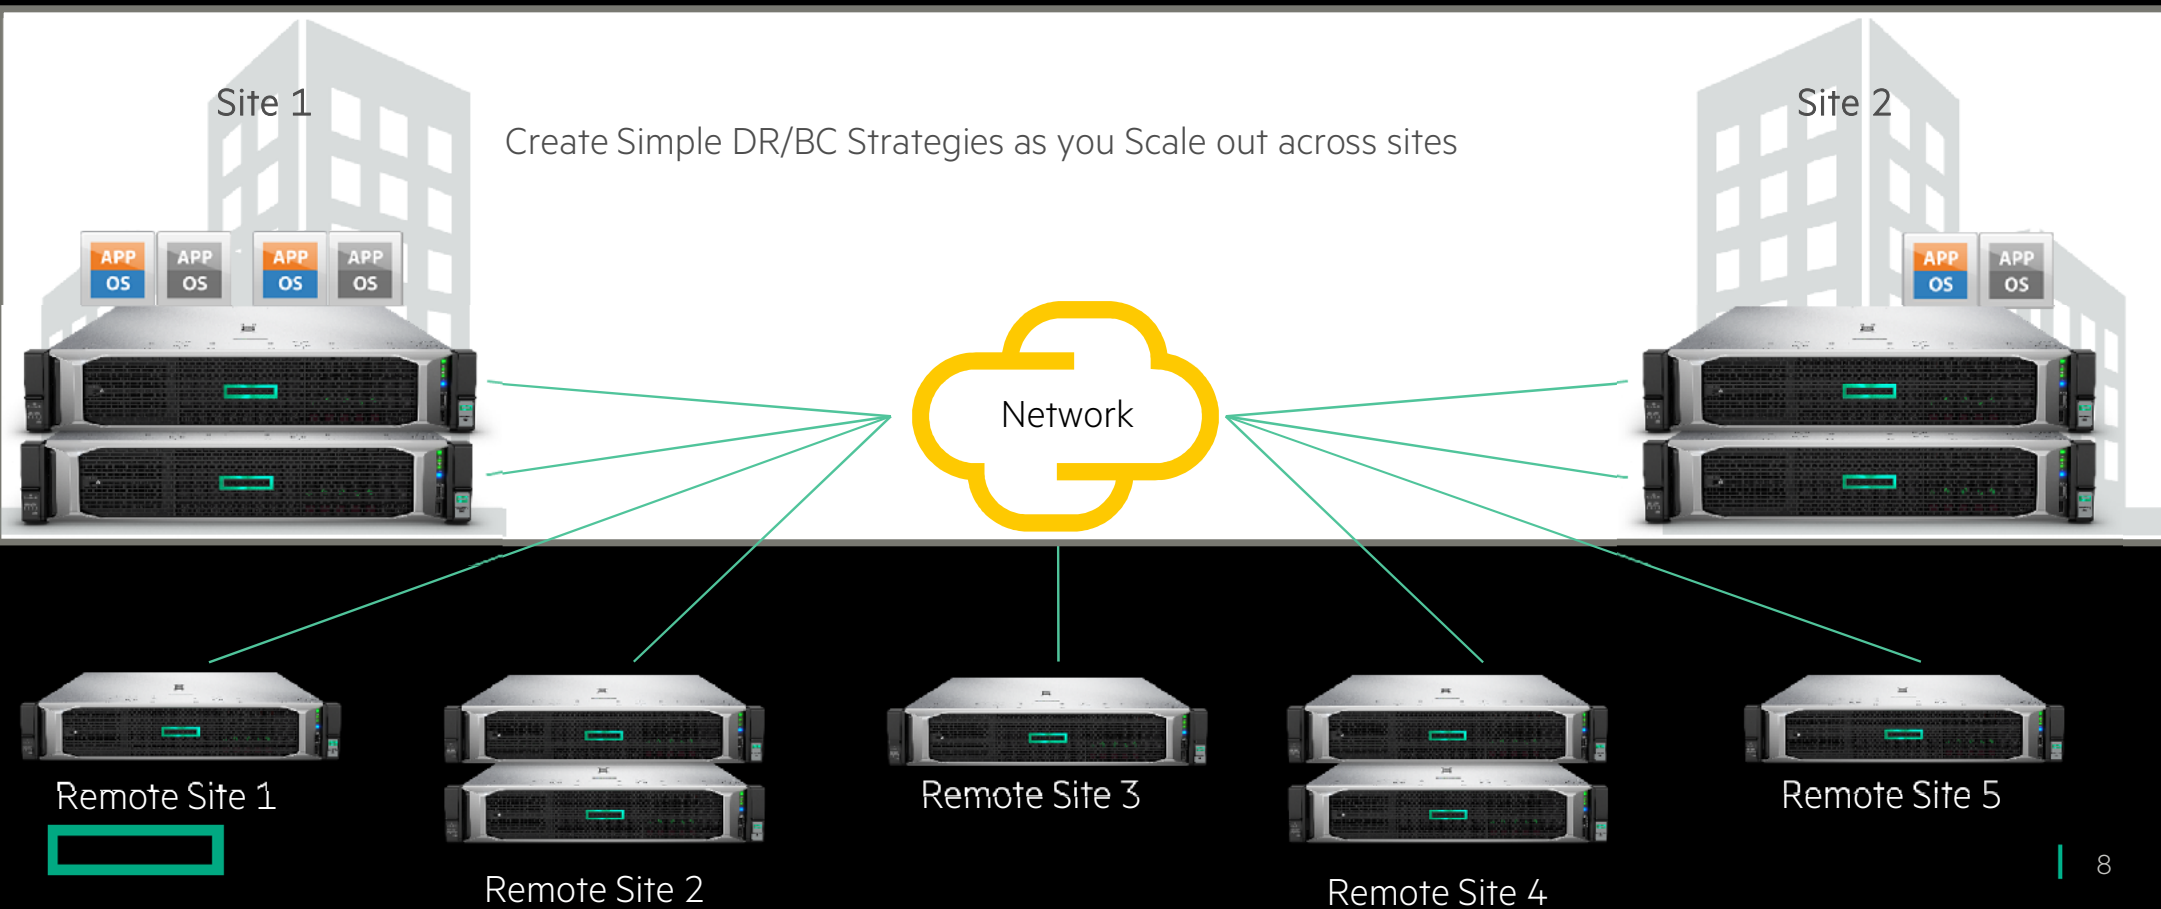 Site 1
Site 2
Create Simple DR/BC Strategies as you Scale out across sites
APP
OS
APP
OS
APP
OS
APP
OS
APP
OS
APP
OS
Network
Remote Site 1
Remote Site 2
Remote Site 3
Remote Site 4
Remote Site 5
8